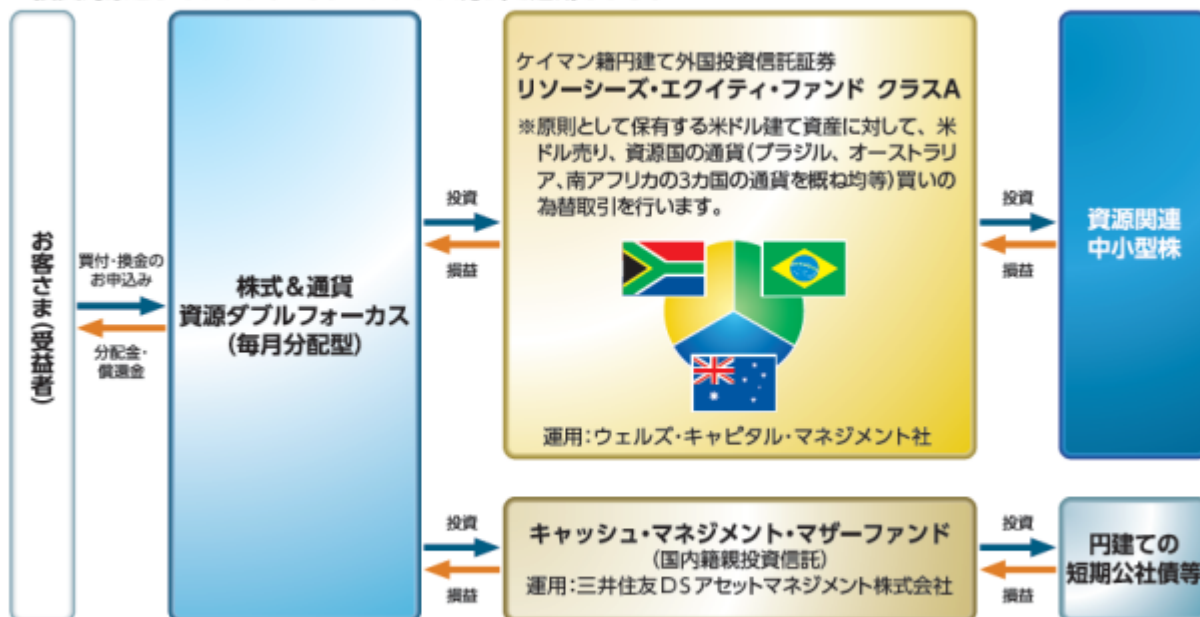 お客さま(受益者)
買付・換金の
お申込み
分配金・
償還金
株式&通貨
資源ダブルフォーカス
(毎月分配型)
投資
損益
ケイマン籍円建て外国投資信託証券
リソーシーズ・エクイティ・ファンド クラスA
※原則として保有する米ドル建て資産に対して、米
ドル売り、資源国の通貨(ブラジル、オーストラリ
ア、南アフリカの3カ国の通貨を概ね均等)買いの
為替取引を行います。
運用:ウェルズ・キャピタル・マネジメント社
投資
損益
資源関連
中小型株
投資
損益
キャッシュ・マネジメント・マザーファンド
(国内籍親投資信託)
運用:三井住友DSアセットマネジメント株式会社
投資
損益
円建ての
短期公社債等